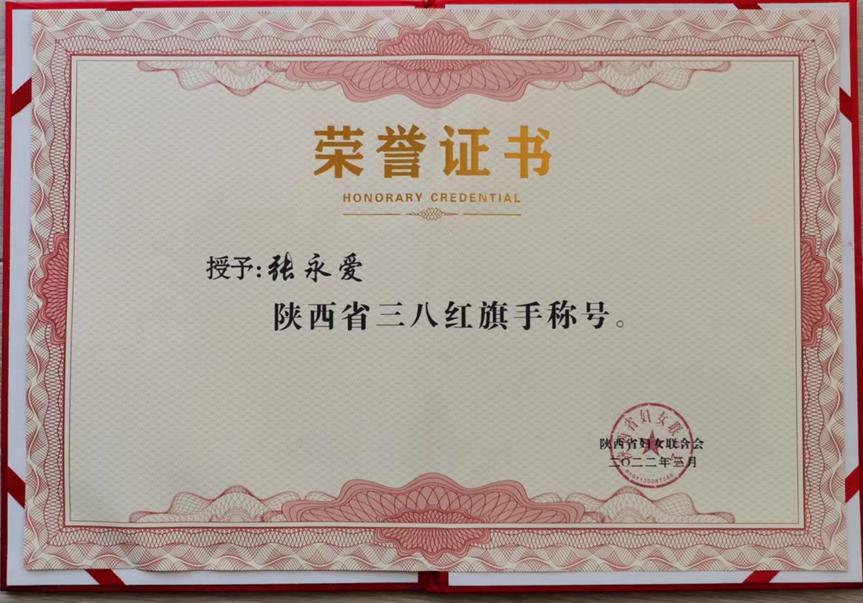 荣誉证书
HONORARY CREDENTIAL
授予:张永爱
陕西省三八红旗手称号。
陕西省妇女联合会
二〇二二年三月